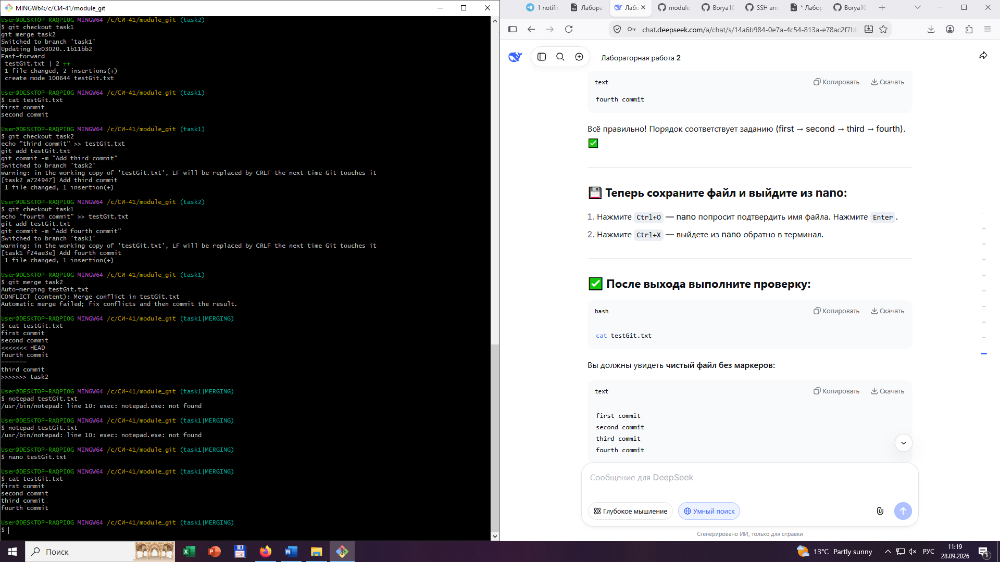 MINGW64:/c/СИ-41/module_git
User@DESKTOP-RAQPIOG MINGW64 /c/СИ-41/module_git (task2)
$ git checkout task1
git merge task2
Switched to branch 'task1'
Updating be03020..1b11bb2
Fast-forward
testGit.txt | 2 ++
1 file changed, 2 insertions(+)
create mode 100644 testGit.txt
User@DESKTOP-RAQPIOG MINGW64 /c/СИ-41/module_git (task1)
$ cat testGit.txt
first commit
second commit
User@DESKTOP-RAQPIOG MINGW64 /c/СИ-41/module_git (task1)
$ git checkout task2
echo "third commit" >> testGit.txt
git add testGit.txt
git commit -m "Add third commit"
Switched to branch 'task2'
warning: in the working copy of 'testGit.txt', LF will be replaced by CRLF the next time Git touches it
[task2 a724947] Add third commit
1 file changed, 1 insertion(+)
User@DESKTOP-RAQPIOG MINGW64 /c/СИ-41/module_git (task2)
$ git checkout task1
echo "fourth commit" >> testGit.txt
git add testGit.txt
git commit -m "Add fourth commit"
Switched to branch 'task1'
warning: in the working copy of 'testGit.txt', LF will be replaced by CRLF the next time Git touches it
[task1 f24ae3e] Add fourth commit
1 file changed, 1 insertion(+)
User@DESKTOP-RAQPIOG MINGW64 /c/СИ-41/module_git (task1)
$ git merge task2
Auto-merging testGit.txt
CONFLICT (content): Merge conflict in testGit.txt
Automatic merge failed; fix conflicts and then commit the result.
User@DESKTOP-RAQPIOG MINGW64 /c/СИ-41/module_git (task1|MERGING)
$ cat testGit.txt
first commit
second commit
<<<<<<< HEAD
fourth commit
=======
third commit
>>>>>>> task2
User@DESKTOP-RAQPIOG MINGW64 /c/СИ-41/module_git (task1|MERGING)
$ notepad testGit.txt
/usr/bin/notepad: line 10: exec: notepad.exe: not found
User@DESKTOP-RAQPIOG MINGW64 /c/СИ-41/module_git (task1|MERGING)
$ notepad testGit.txt
/usr/bin/notepad: line 10: exec: notepad.exe: not found
User@DESKTOP-RAQPIOG MINGW64 /c/СИ-41/module_git (task1|MERGING)
$ nano testGit.txt
User@DESKTOP-RAQPIOG MINGW64 /c/СИ-41/module_git (task1|MERGING)
$ cat testGit.txt
first commit
second commit
third commit
fourth commit
User@DESKTOP-RAQPIOG MINGW64 /c/СИ-41/module_git (task1|MERGING)
$
1 notific Лабора Лабо module Borya10 SSH and * Лабор Borya10
chat.deepseek.com/a/chat/s/14a6b984-0e7a-4c54-813a-e78ac2f7b
Лабораторная работа 2
text Копировать Скачать
fourth commit
Всё правильно! Порядок соответствует заданию (first → second → third → fourth).
Теперь сохраните файл и выйдите из nano:
1. Нажмите Ctrl+O — nano попросит подтвердить имя файла. Нажмите Enter.
2. Нажмите Ctrl+X — выйдете из nano обратно в терминал.
После выхода выполните проверку:
bash Копировать Скачать
cat testGit.txt
Вы должны увидеть чистый файл без маркеров:
text Копировать Скачать
first commit
second commit
third commit
fourth commit
Сообщение для DeepSeek
Глубокое мышление Умный поиск
Сгенерировано ИИ, только для справки
Поиск
13°C Partly sunny РУС 11:19
28.09.2026 1